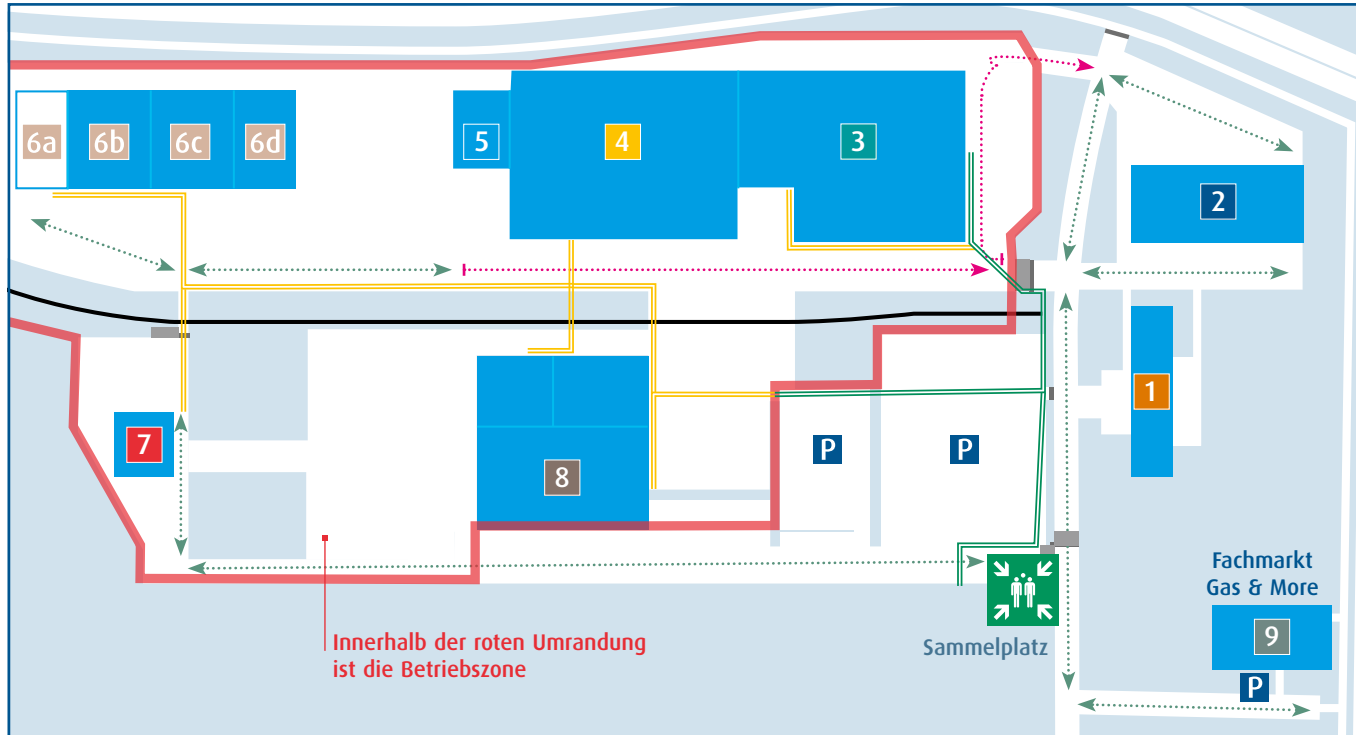 6a
6b
6c
6d
5
4
3
2
1
7
8
P
P
Innerhalb der roten Umrandung
ist die Betriebszone
Sammelplatz
Fachmarkt
Gas & More
9
P